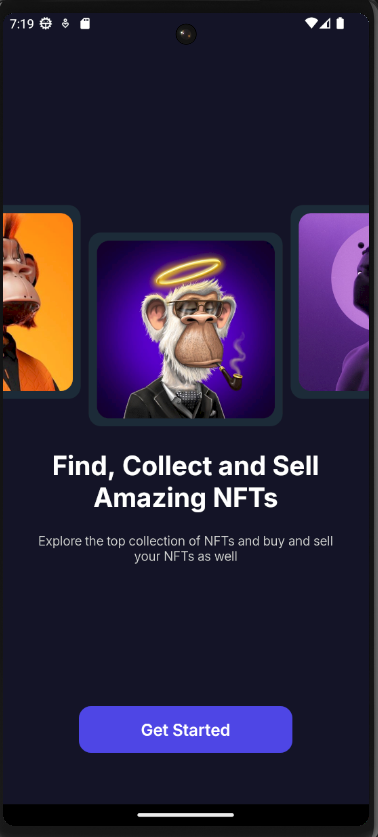 7:19
Find, Collect and Sell
Amazing NFTs
Explore the top collection of NFTs and buy and sell
your NFTs as well
Get Started